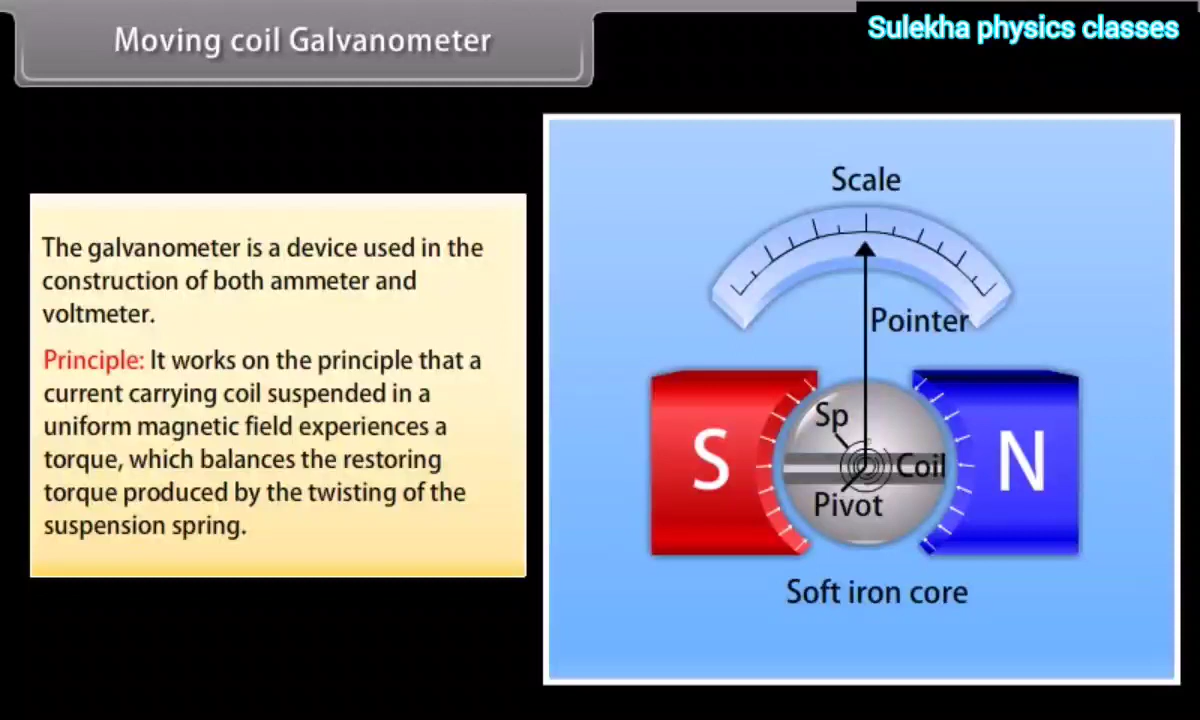 Moving coil Galvanometer
Sulekha physics classes
The galvanometer is a device used in the
construction of both ammeter and
voltmeter.
Principle: It works on the principle that a
current carrying coil suspended in a
uniform magnetic field experiences a
torque, which balances the restoring
torque produced by the twisting of the
suspension spring.
Scale
Pointer
S
Sp
Coil
N
Pivot
Soft iron core